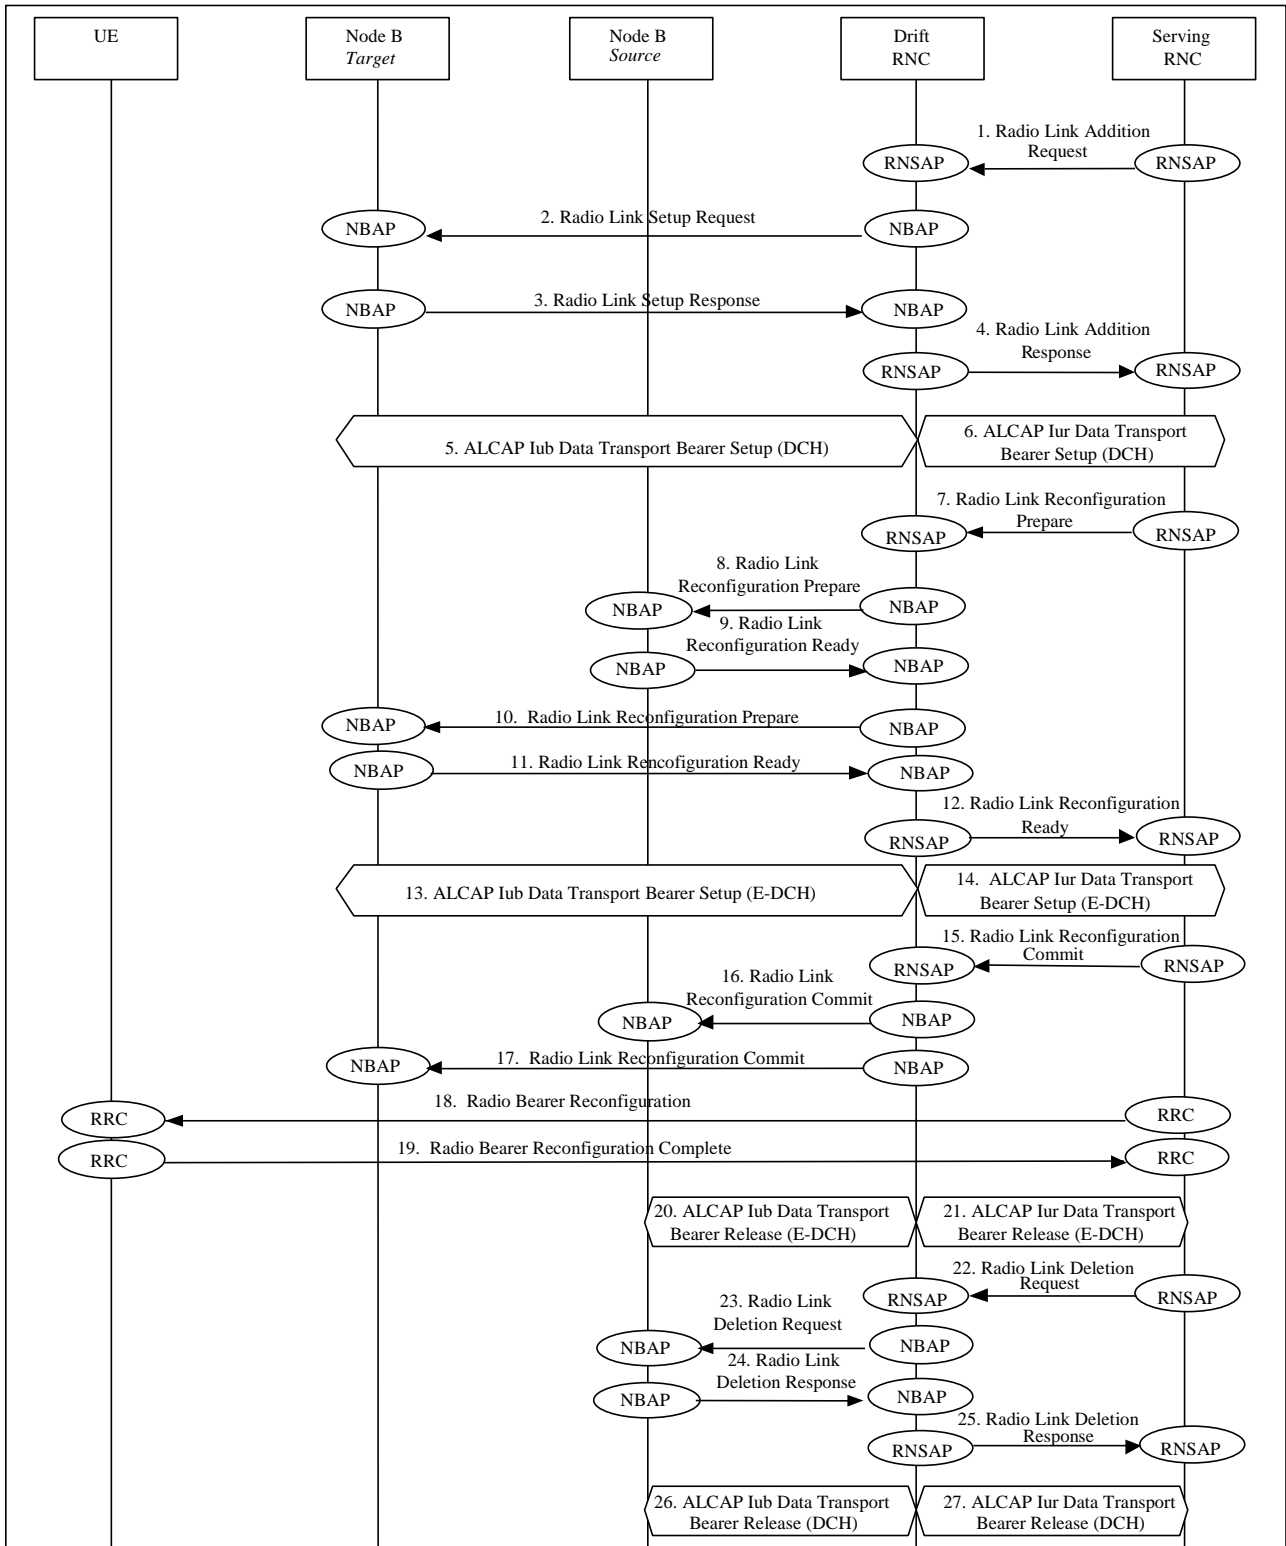 UE
Node B
Target
Node B
Source
Drift
RNC
Serving
RNC
1. Radio Link Addition
Request
RNSAP
RNSAP
2. Radio Link Setup Request
NBAP
NBAP
3. Radio Link Setup Response
NBAP
NBAP
4. Radio Link Addition
Response
RNSAP
RNSAP
5. ALCAP Iub Data Transport Bearer Setup (DCH)
6. ALCAP Iur Data Transport
Bearer Setup (DCH)
7. Radio Link Reconfiguration
Prepare
RNSAP
RNSAP
8. Radio Link
Reconfiguration Prepare
NBAP
NBAP
9. Radio Link
Reconfiguration Ready
NBAP
NBAP
10. Radio Link Reconfiguration Prepare
NBAP
NBAP
11. Radio Link Rencofiguration Ready
NBAP
NBAP
12. Radio Link Reconfiguration
Ready
RNSAP
RNSAP
13. ALCAP Iub Data Transport Bearer Setup (E-DCH)
14. ALCAP Iur Data Transport
Bearer Setup (E-DCH)
15. Radio Link Reconfiguration
Commit
RNSAP
RNSAP
16. Radio Link
Reconfiguration Commit
NBAP
NBAP
17. Radio Link Reconfiguration Commit
NBAP
NBAP
18. Radio Bearer Reconfiguration
RRC
RRC
19. Radio Bearer Reconfiguration Complete
RRC
RRC
20. ALCAP Iub Data Transport
Bearer Release (E-DCH)
21. ALCAP Iur Data Transport
Bearer Release (E-DCH)
22. Radio Link Deletion
Request
RNSAP
RNSAP
23. Radio Link
Deletion Request
NBAP
NBAP
24. Radio Link
Deletion Response
NBAP
NBAP
25. Radio Link Deletion
Response
RNSAP
RNSAP
26. ALCAP Iub Data Transport
Bearer Release (DCH)
27. ALCAP Iur Data Transport
Bearer Release (DCH)